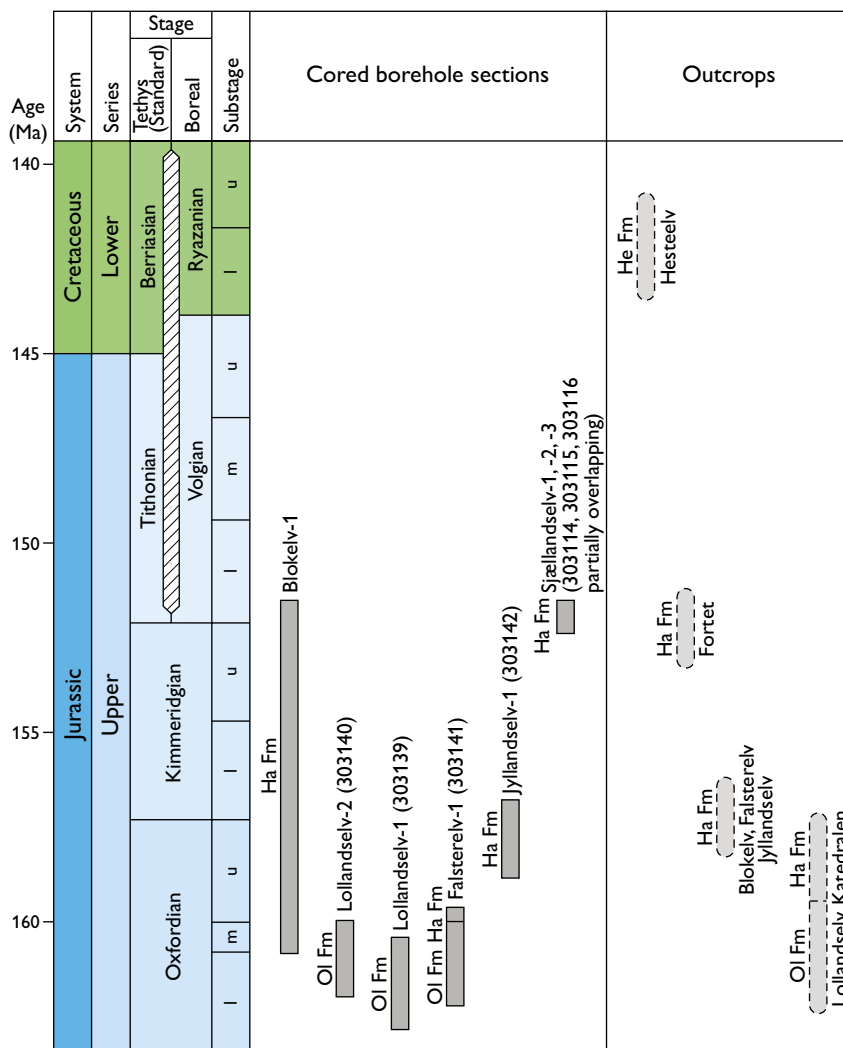 Age
(Ma)
System
Series
Stage
Tethys
(Standard)
Boreal
Substage
Cored borehole sections
Outcrops
140
145
150
155
160
Cretaceous
Jurassic
Lower
Upper
Berriasian
Tithonian
Kimmeridgian
Oxfordian
Ryazanian
Volgian
u
l
u
m
l
u
l
u
m
l
Ha Fm
Blokelv-1
Ol Fm
Lollandselv-2 (303140)
Ol Fm
Lollandselv-1 (303139)
Ol Fm Ha Fm
Falsterelv-1 (303141)
Ha Fm
Jyllandselv-1 (303142)
Ha Fm
Sjællandselv-1, -2, -3
(303114, 303115, 303116
partially overlapping)
He Fm
Hesteelv
Ha Fm
Fortet
Ha Fm
Blokelv, Falsterelv
Jyllandselv
Ol Fm
Ha Fm
Lollandselv, Katedralen